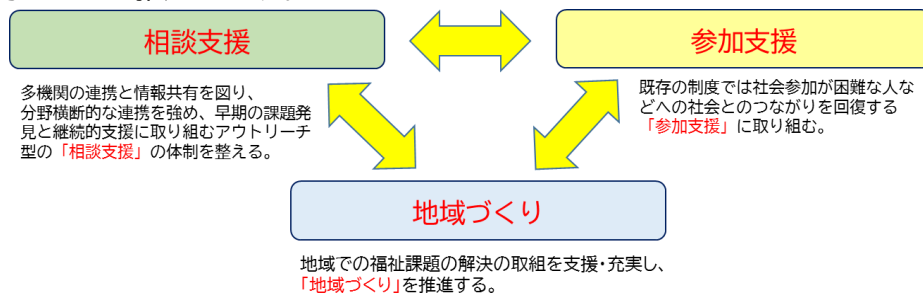 相談支援
参加支援
多機関の連携と情報共有を図り、
分野横断的な連携を強め、早期の課題発
見と継続的支援に取り組むアウトリーチ
型の「相談支援」の体制を整える。
既存の制度では社会参加が困難な人な
どへの社会とのつながりを回復する
「参加支援」に取り組む。
地域づくり
地域での福祉課題の解決の取組を支援・充実し、
「地域づくり」を推進する。